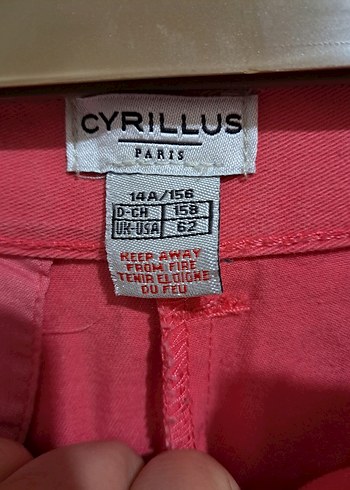 CYRILLUS
PARIS
14A/156
D-CH 158
UK-USA 62
KEEP AWAY
FROM FIRE
TENIR ELOIGNE
DU FEU